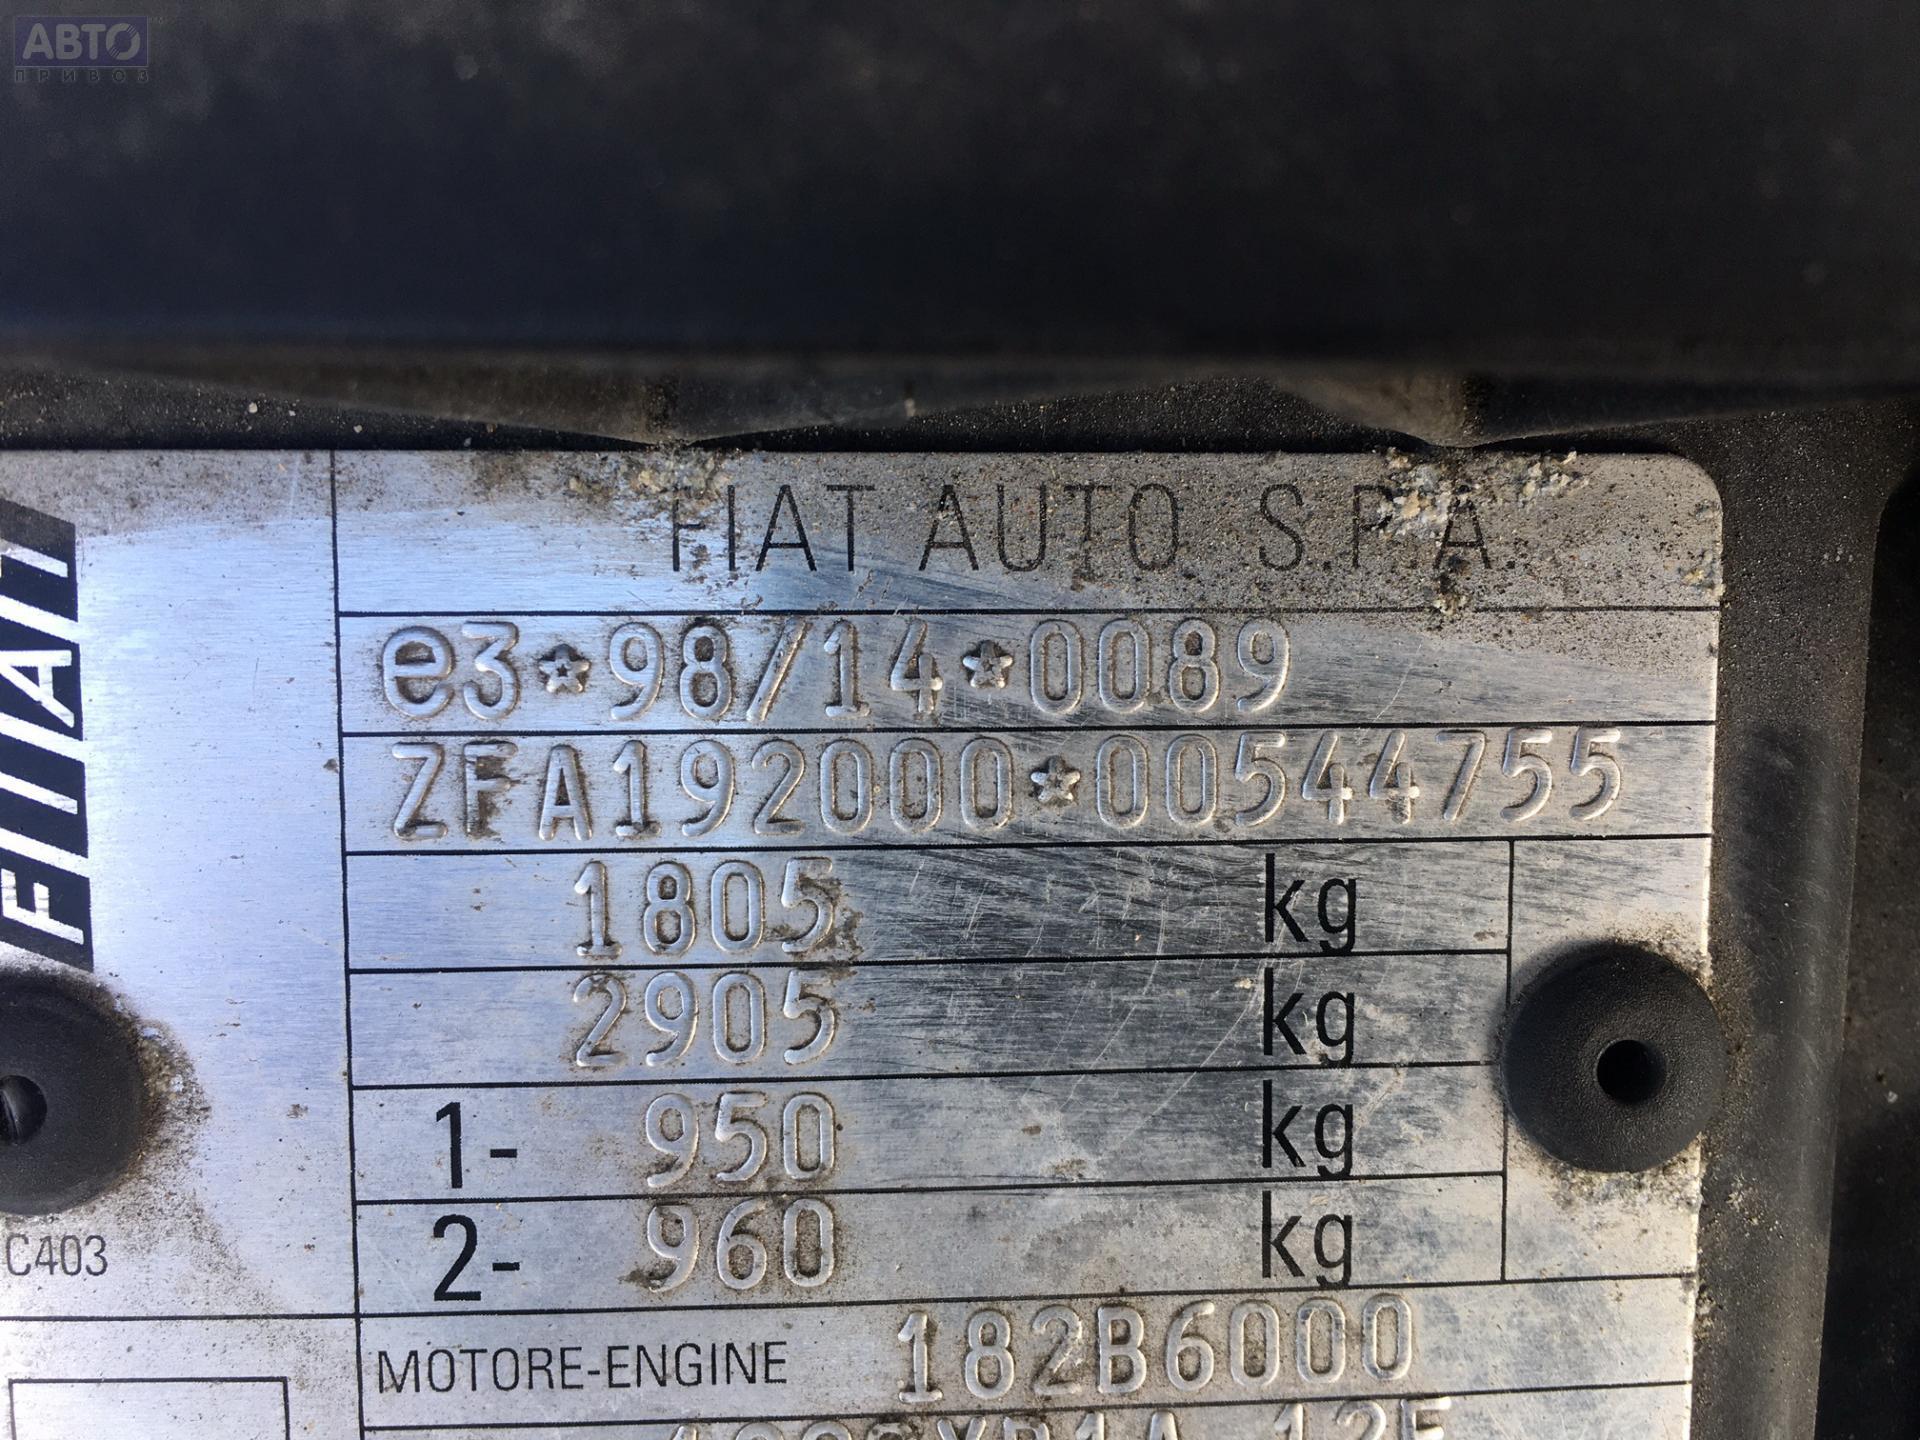 АВТО
ПРИВОЗ
FIAT
FIAT AUTO S.P.A.
e3*98/14*0089
ZFA192000*00544755
1805 kg
2905 kg
1- 950 kg
2- 960 kg
C403
MOTORE-ENGINE 182B6000